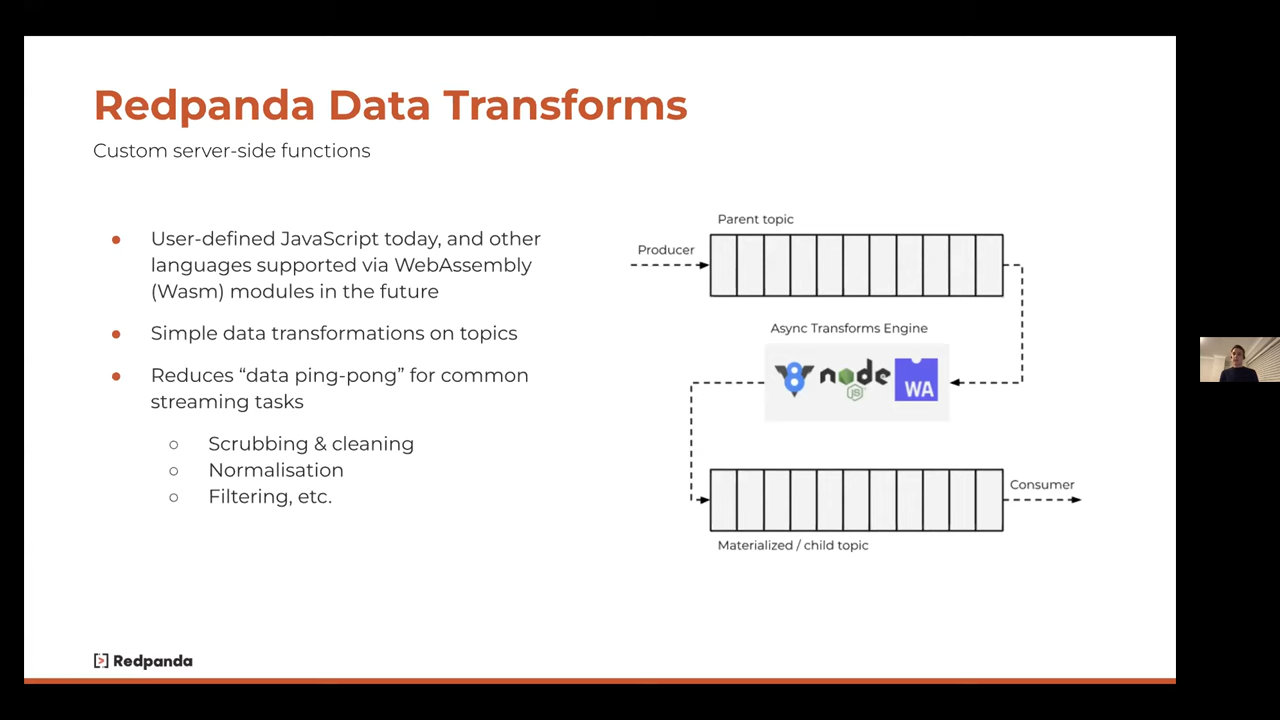 Redpanda Data Transforms
Custom server-side functions
User-defined JavaScript today, and other
languages supported via WebAssembly
(Wasm) modules in the future
Simple data transformations on topics
Reduces “data ping-pong” for common
streaming tasks
Scrubbing & cleaning
Normalisation
Filtering, etc.
Parent topic
Producer
Async Transforms Engine
V8 node JS WA
Consumer
Materialized / child topic
Redpanda